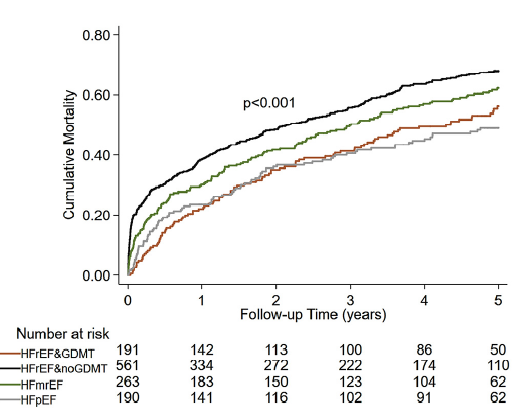 0.80
0.60
0.40
0.20
0.00
Cumulative Mortality
p<0.001
0 1 2 3 4 5
Follow-up Time (years)
Number at risk
HFrEF&GDMT 191 142 113 100 86 50
HFrEF&noGDMT 561 334 272 222 174 110
HFmrEF 263 183 150 123 104 62
HFpEF 190 141 116 102 91 62